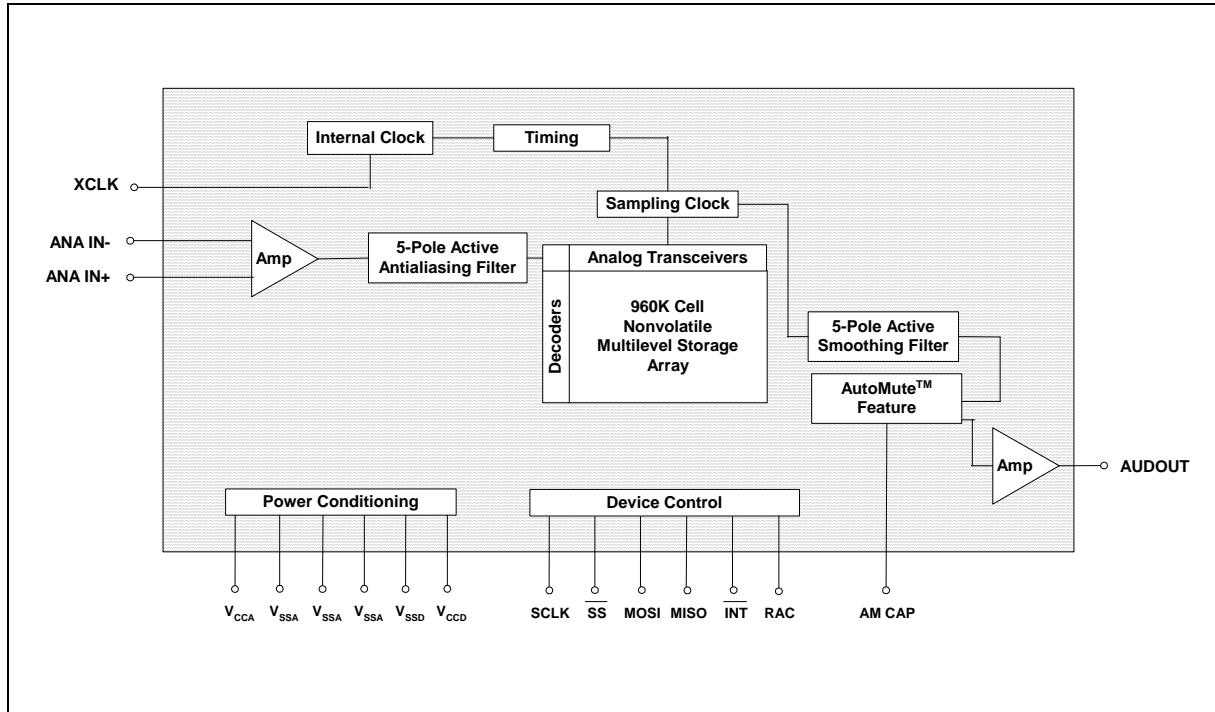 Internal Clock
Timing
XCLK
Sampling Clock
ANA IN-
ANA IN+
Amp
5-Pole Active
Antialiasing Filter
Analog Transceivers
Decoders
960K Cell
Nonvolatile
Multilevel Storage
Array
5-Pole Active
Smoothing Filter
AutoMute™
Feature
Amp
AUDOUT
Power Conditioning
Device Control
VCCA VSSA VSSA VSSA VSSD VCCD
SCLK S̅S̅ MOSI MISO I̅N̅T̅ RAC
AM CAP